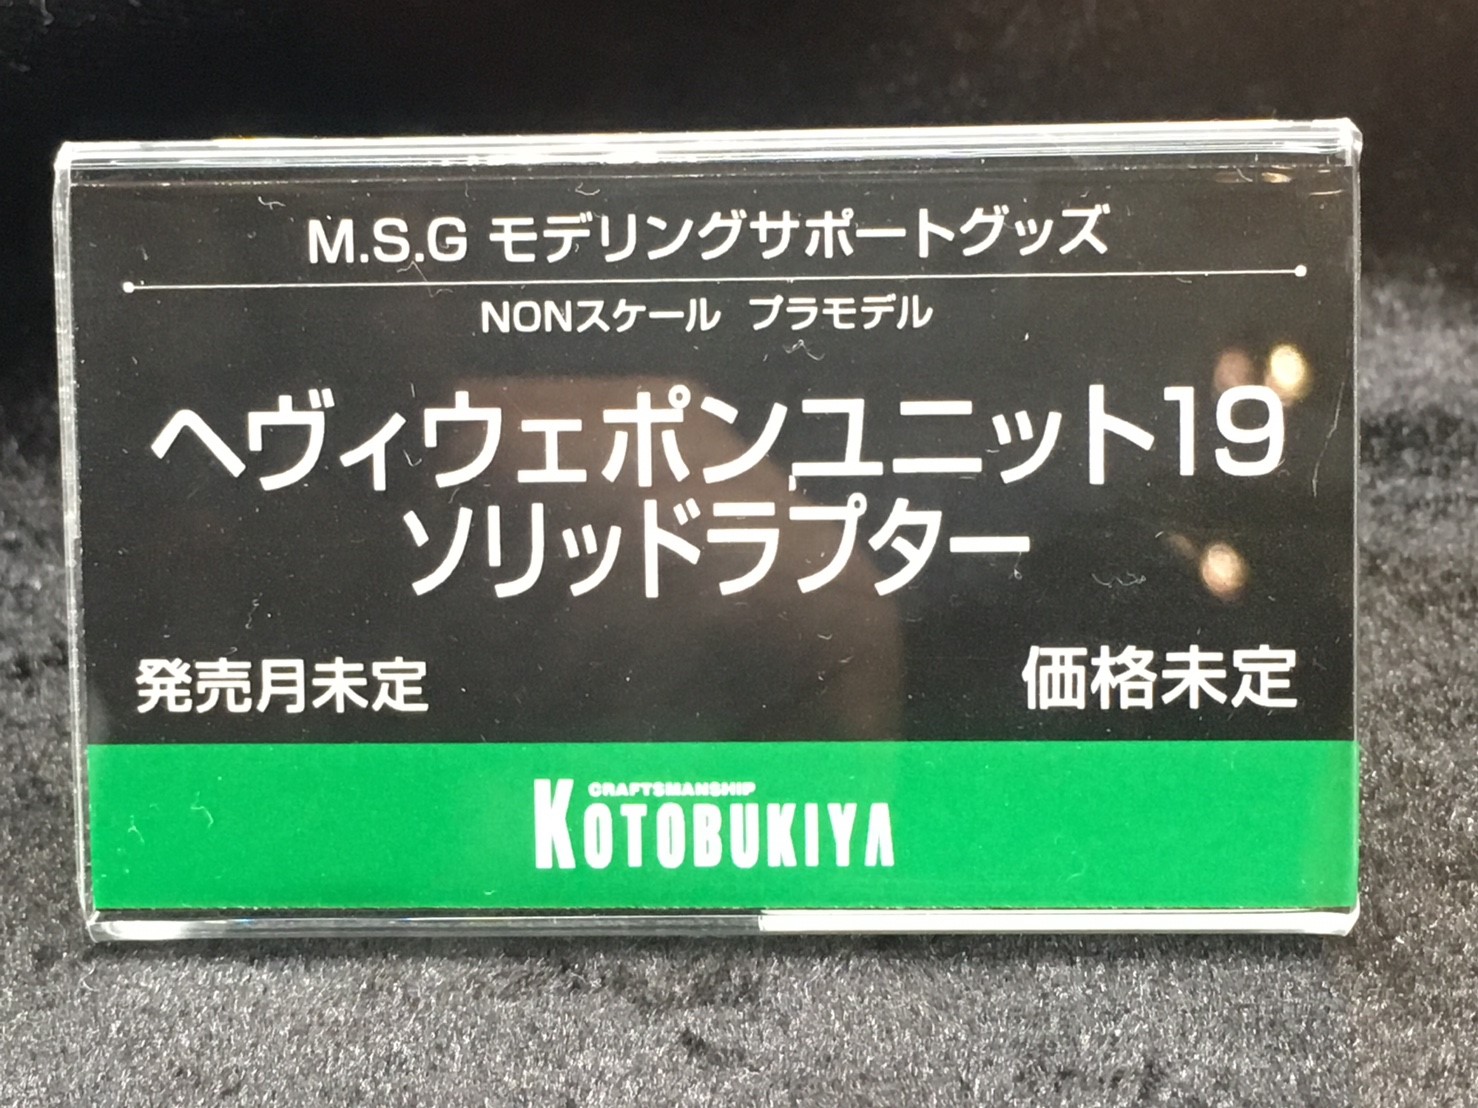 M.S.G モデリングサポートグッズ
NONスケール プラモデル
ヘヴィウェポンユニット19
ソリッドラプター
発売月未定
価格未定
CRAFTSMANSHIP
KOTOBUKIYA